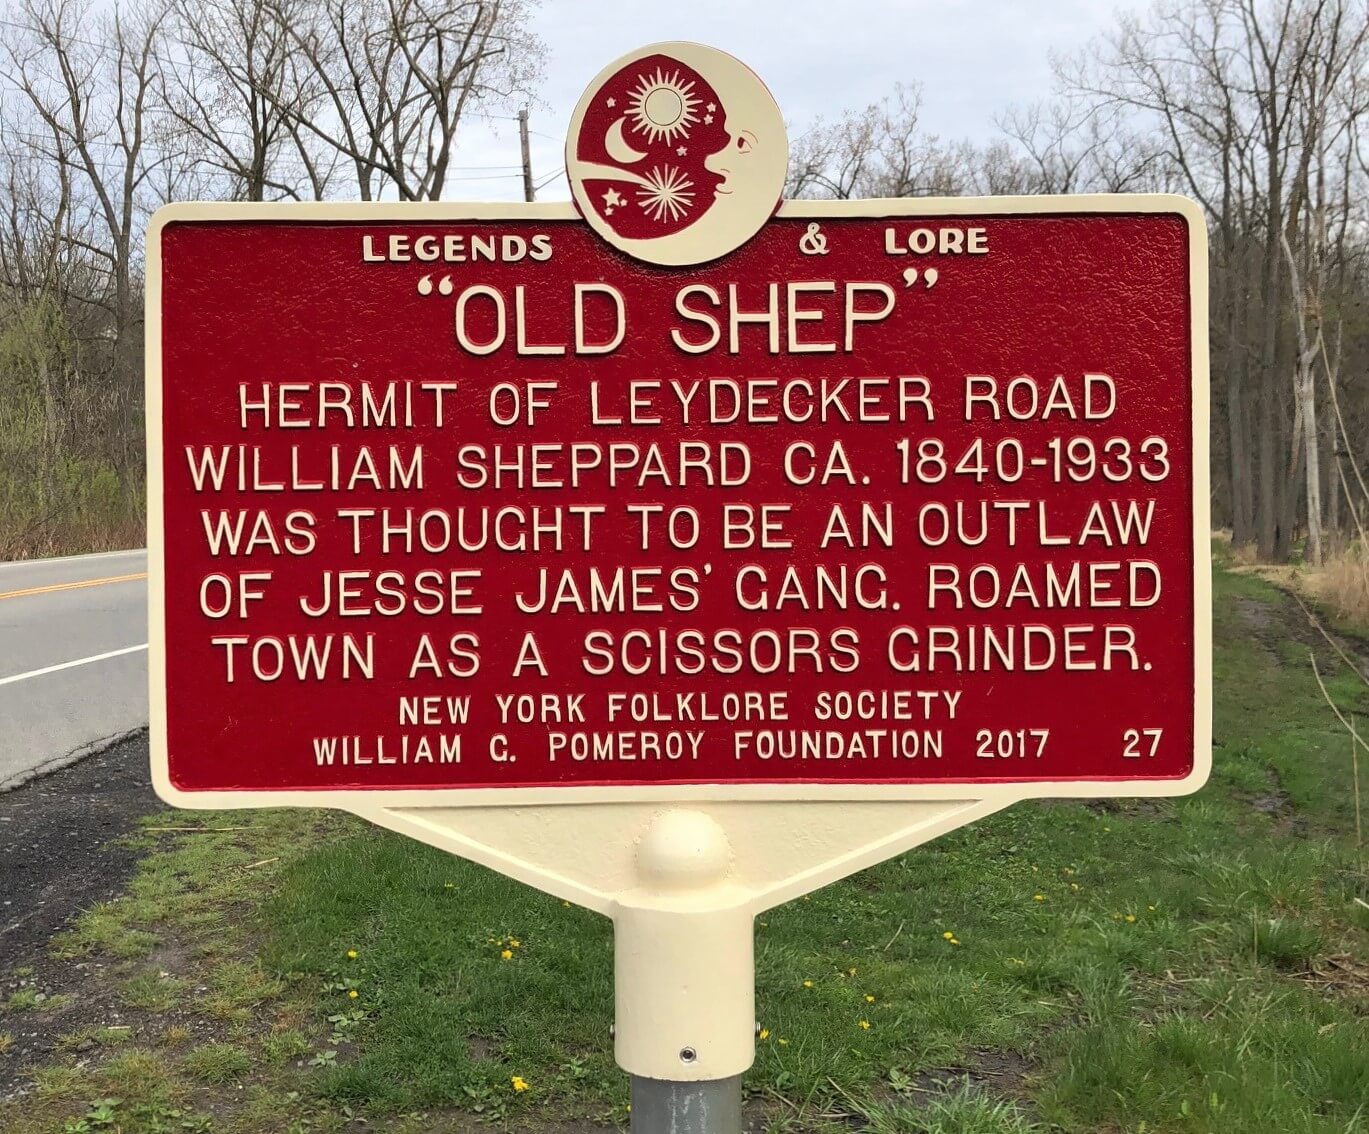 LEGENDS & LORE
"OLD SHEP"
HERMIT OF LEYDECKER ROAD
WILLIAM SHEPPARD CA. 1840-1933
WAS THOUGHT TO BE AN OUTLAW
OF JESSE JAMES' GANG. ROAMED
TOWN AS A SCISSORS GRINDER.
NEW YORK FOLKLORE SOCIETY
WILLIAM G. POMEROY FOUNDATION 2017 27